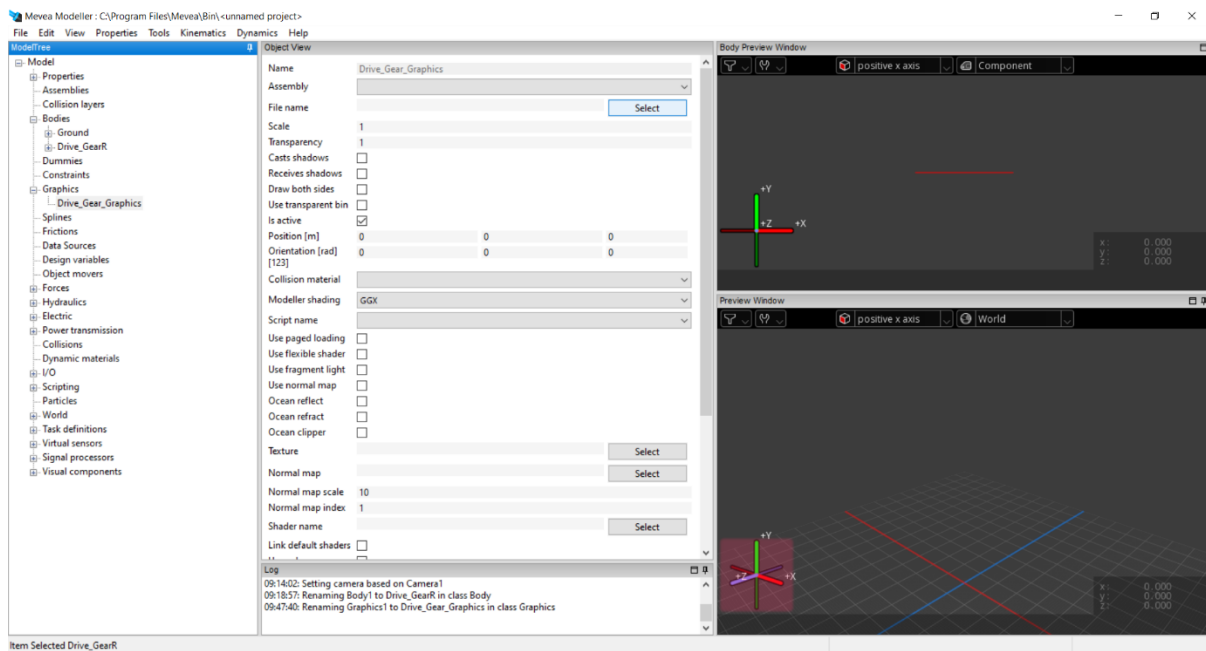 Mevea Modeller : C:\Program Files\Mevea\Bin\<unnamed project>
File Edit View Properties Tools Kinematics Dynamics Help
ModelTree
Model
Properties
Assemblies
Collision layers
Bodies
Ground
Drive_GearR
Dummies
Constraints
Graphics
Drive_Gear_Graphics
Splines
Frictions
Data Sources
Design variables
Object movers
Forces
Hydraulics
Electric
Power transmission
Collisions
Dynamic materials
I/O
Scripting
Particles
World
Task definitions
Virtual sensors
Signal processors
Visual components
Object View
Name Drive_Gear_Graphics
Assembly
File name Select
Scale 1
Transparency 1
Casts shadows
Receives shadows
Draw both sides
Use transparent bin
Is active
Position [m] 0 0 0
Orientation [rad] 0 0 0
[123]
Collision material
Modeller shading GGX
Script name
Use paged loading
Use flexible shader
Use fragment light
Use normal map
Ocean reflect
Ocean refract
Ocean clipper
Texture Select
Normal map Select
Normal map scale 10
Normal map index 1
Shader name Select
Link default shaders
Log
09:14:02: Setting camera based on Camera1
09:18:57: Renaming Body1 to Drive_GearR in class Body
09:47:40: Renaming Graphics1 to Drive_Gear_Graphics in class Graphics
Body Preview Window
positive x axis Component
+Y
+Z +X
x: 0.000
y: 0.000
z: 0.000
Preview Window
positive x axis World
+Y
+Z +X
x: 0.000
y: 0.000
z: 0.000
Item Selected Drive_GearR